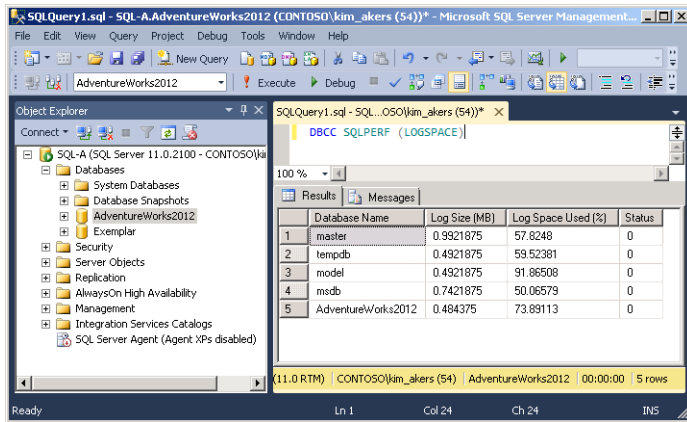 SQLQuery1.sql - SQL-A.AdventureWorks2012 (CONTOSO\kim_akers (54))* - Microsoft SQL Server Management...
File Edit View Query Project Debug Tools Window Help
New Query
AdventureWorks2012 Execute Debug
Object Explorer
Connect
SQL-A (SQL Server 11.0.2100 - CONTOSO\ki
Databases
System Databases
Database Snapshots
AdventureWorks2012
Exemplar
Security
Server Objects
Replication
AlwaysOn High Availability
Management
Integration Services Catalogs
SQL Server Agent (Agent XPs disabled)
SQLQuery1.sql - SQL...OSO\kim_akers (54))*
DBCC SQLPERF (LOGSPACE)
100 %
Results Messages
Database Name Log Size (MB) Log Space Used (%) Status
1 master 0.9921875 57.8248 0
2 tempdb 0.4921875 59.52381 0
3 model 0.4921875 91.86508 0
4 msdb 0.7421875 50.06579 0
5 AdventureWorks2012 0.484375 73.89113 0
(11.0 RTM) CONTOSO\kim_akers (54) AdventureWorks2012 00:00:00 5 rows
Ready Ln 1 Col 24 Ch 24 INS